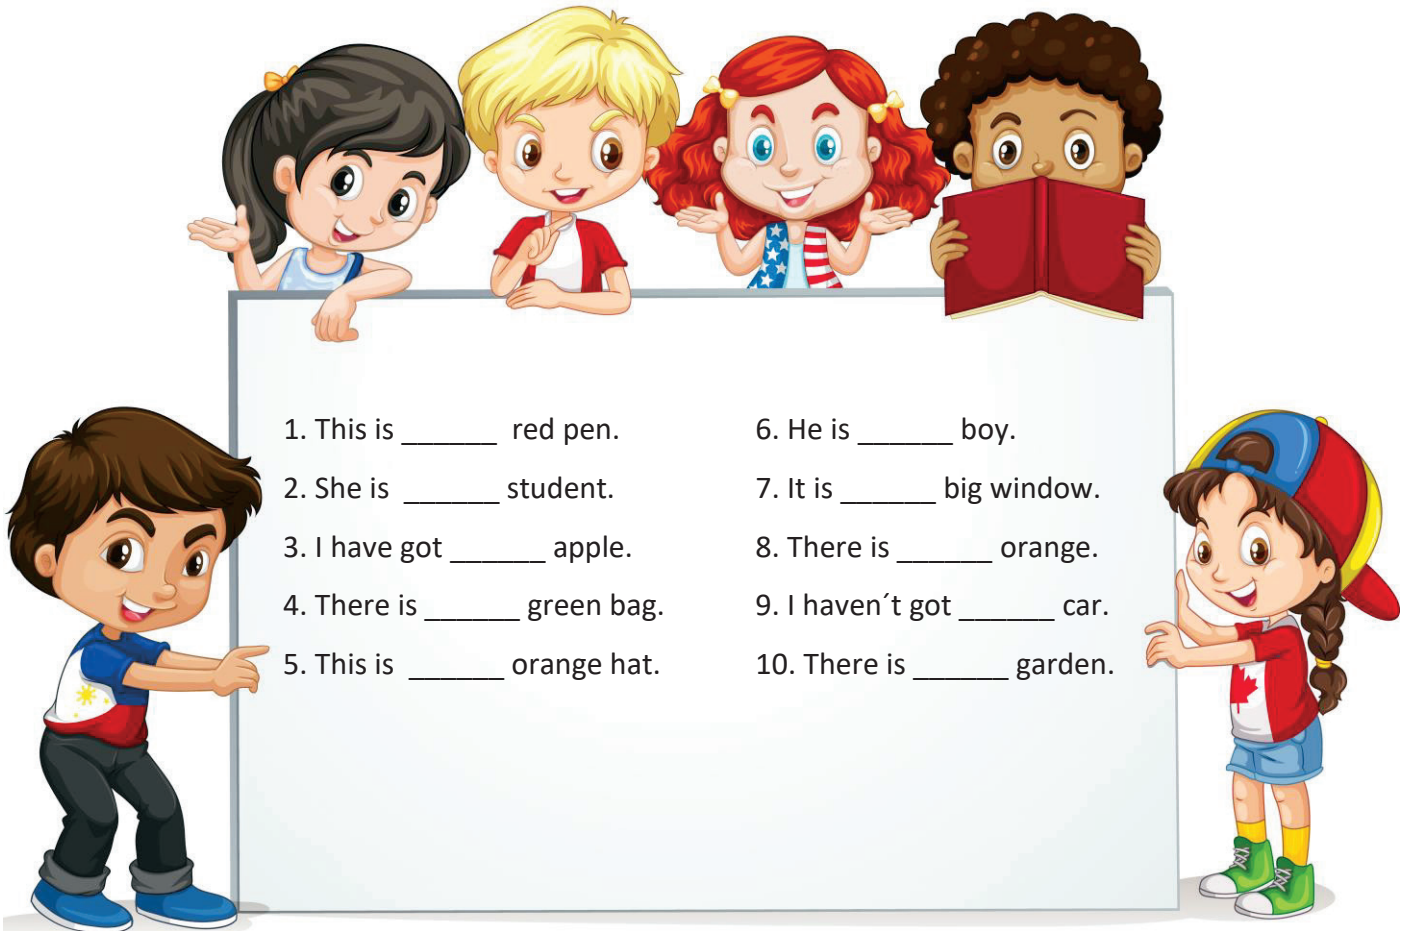 1. This is ______ red pen.
2. She is ______ student.
3. I have got ______ apple.
4. There is ______ green bag.
5. This is ______ orange hat.
6. He is ______ boy.
7. It is ______ big window.
8. There is ______ orange.
9. I haven´t got ______ car.
10. There is ______ garden.